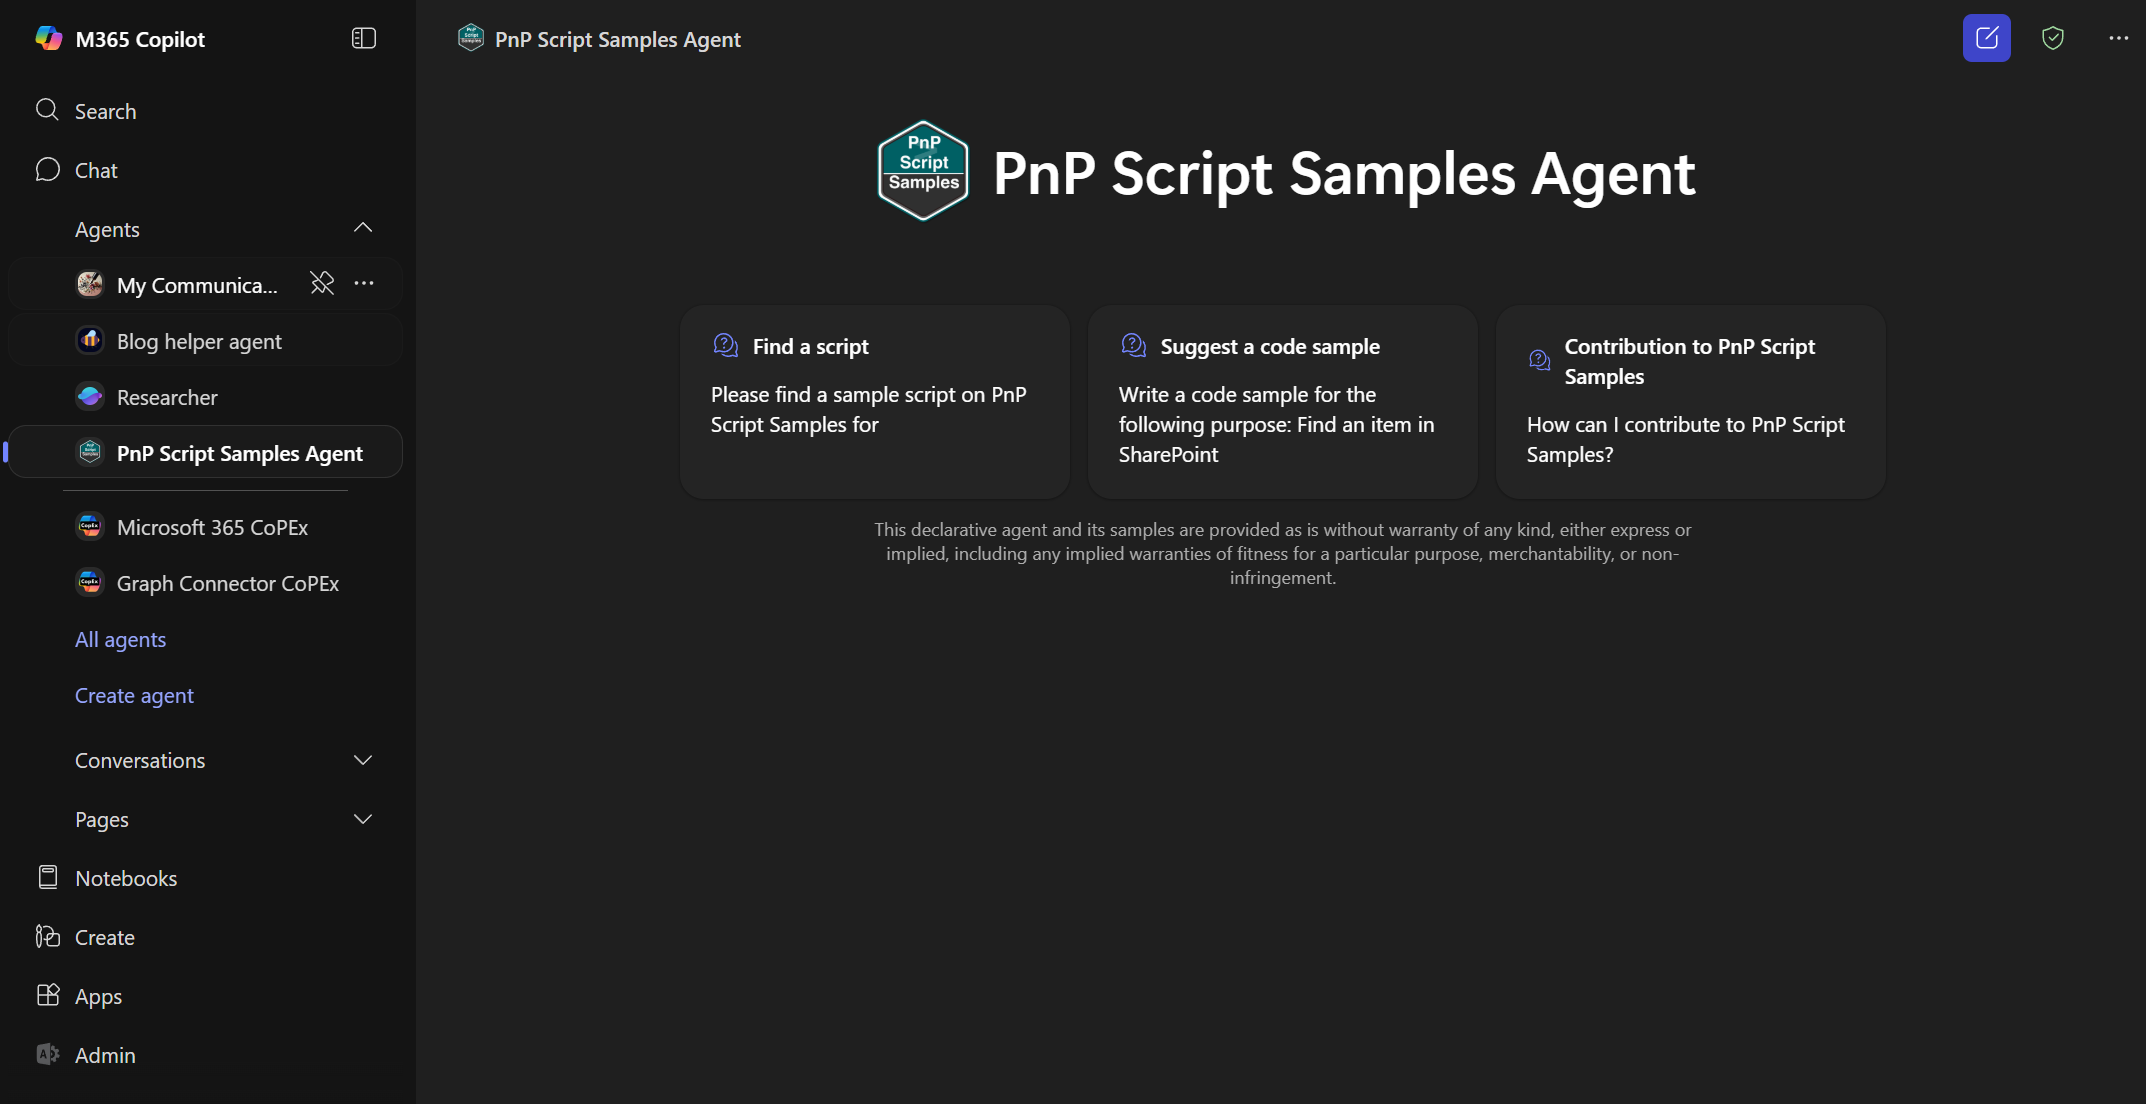 M365 Copilot
Search
Chat
Agents
My Communica...
Blog helper agent
Researcher
PnP Script Samples Agent
Microsoft 365 CoPEx
Graph Connector CoPEx
All agents
Create agent
Conversations
Pages
Notebooks
Create
Apps
Admin
PnP Script Samples Agent
PnP
Script
Samples
PnP Script Samples Agent
Find a script
Please find a sample script on PnP
Script Samples for
Suggest a code sample
Write a code sample for the
following purpose: Find an item in
SharePoint
Contribution to PnP Script
Samples
How can I contribute to PnP Script
Samples?
This declarative agent and its samples are provided as is without warranty of any kind, either express or
implied, including any implied warranties of fitness for a particular purpose, merchantability, or non-
infringement.